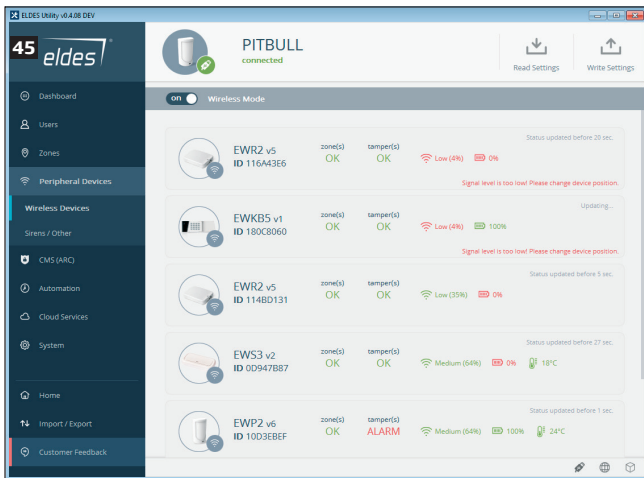 ELDES Utility v0.4.08 DEV
45
eldes
PITBULL
connected
Read Settings
Write Settings
Dashboard
Users
Zones
Peripheral Devices
Wireless Devices
Sirens / Other
CMS (ARC)
Automation
Cloud Services
System
Home
Import / Export
Customer Feedback
on Wireless Mode
Status updated before 20 sec.
EWR2 v5 zone(s) tamper(s)
ID 116A43E6 OK OK Low (4%) 0%
Signal level is too low! Please change device position.
Updating...
EWKB5 v1 zone(s) tamper(s)
ID 180C8060 OK OK Low (4%) 100%
Signal level is too low! Please change device position.
Status updated before 5 sec.
EWR2 v5 zone(s) tamper(s)
ID 114BD131 OK OK Low (35%) 0%
Status updated before 27 sec.
EWS3 v2 zone(s) tamper(s)
ID 0D947B87 OK OK Medium (64%) 0% 18°C
Status updated before 1 sec.
EWP2 v6 zone(s) tamper(s)
ID 10D3EBEF OK ALARM Medium (64%) 100% 24°C